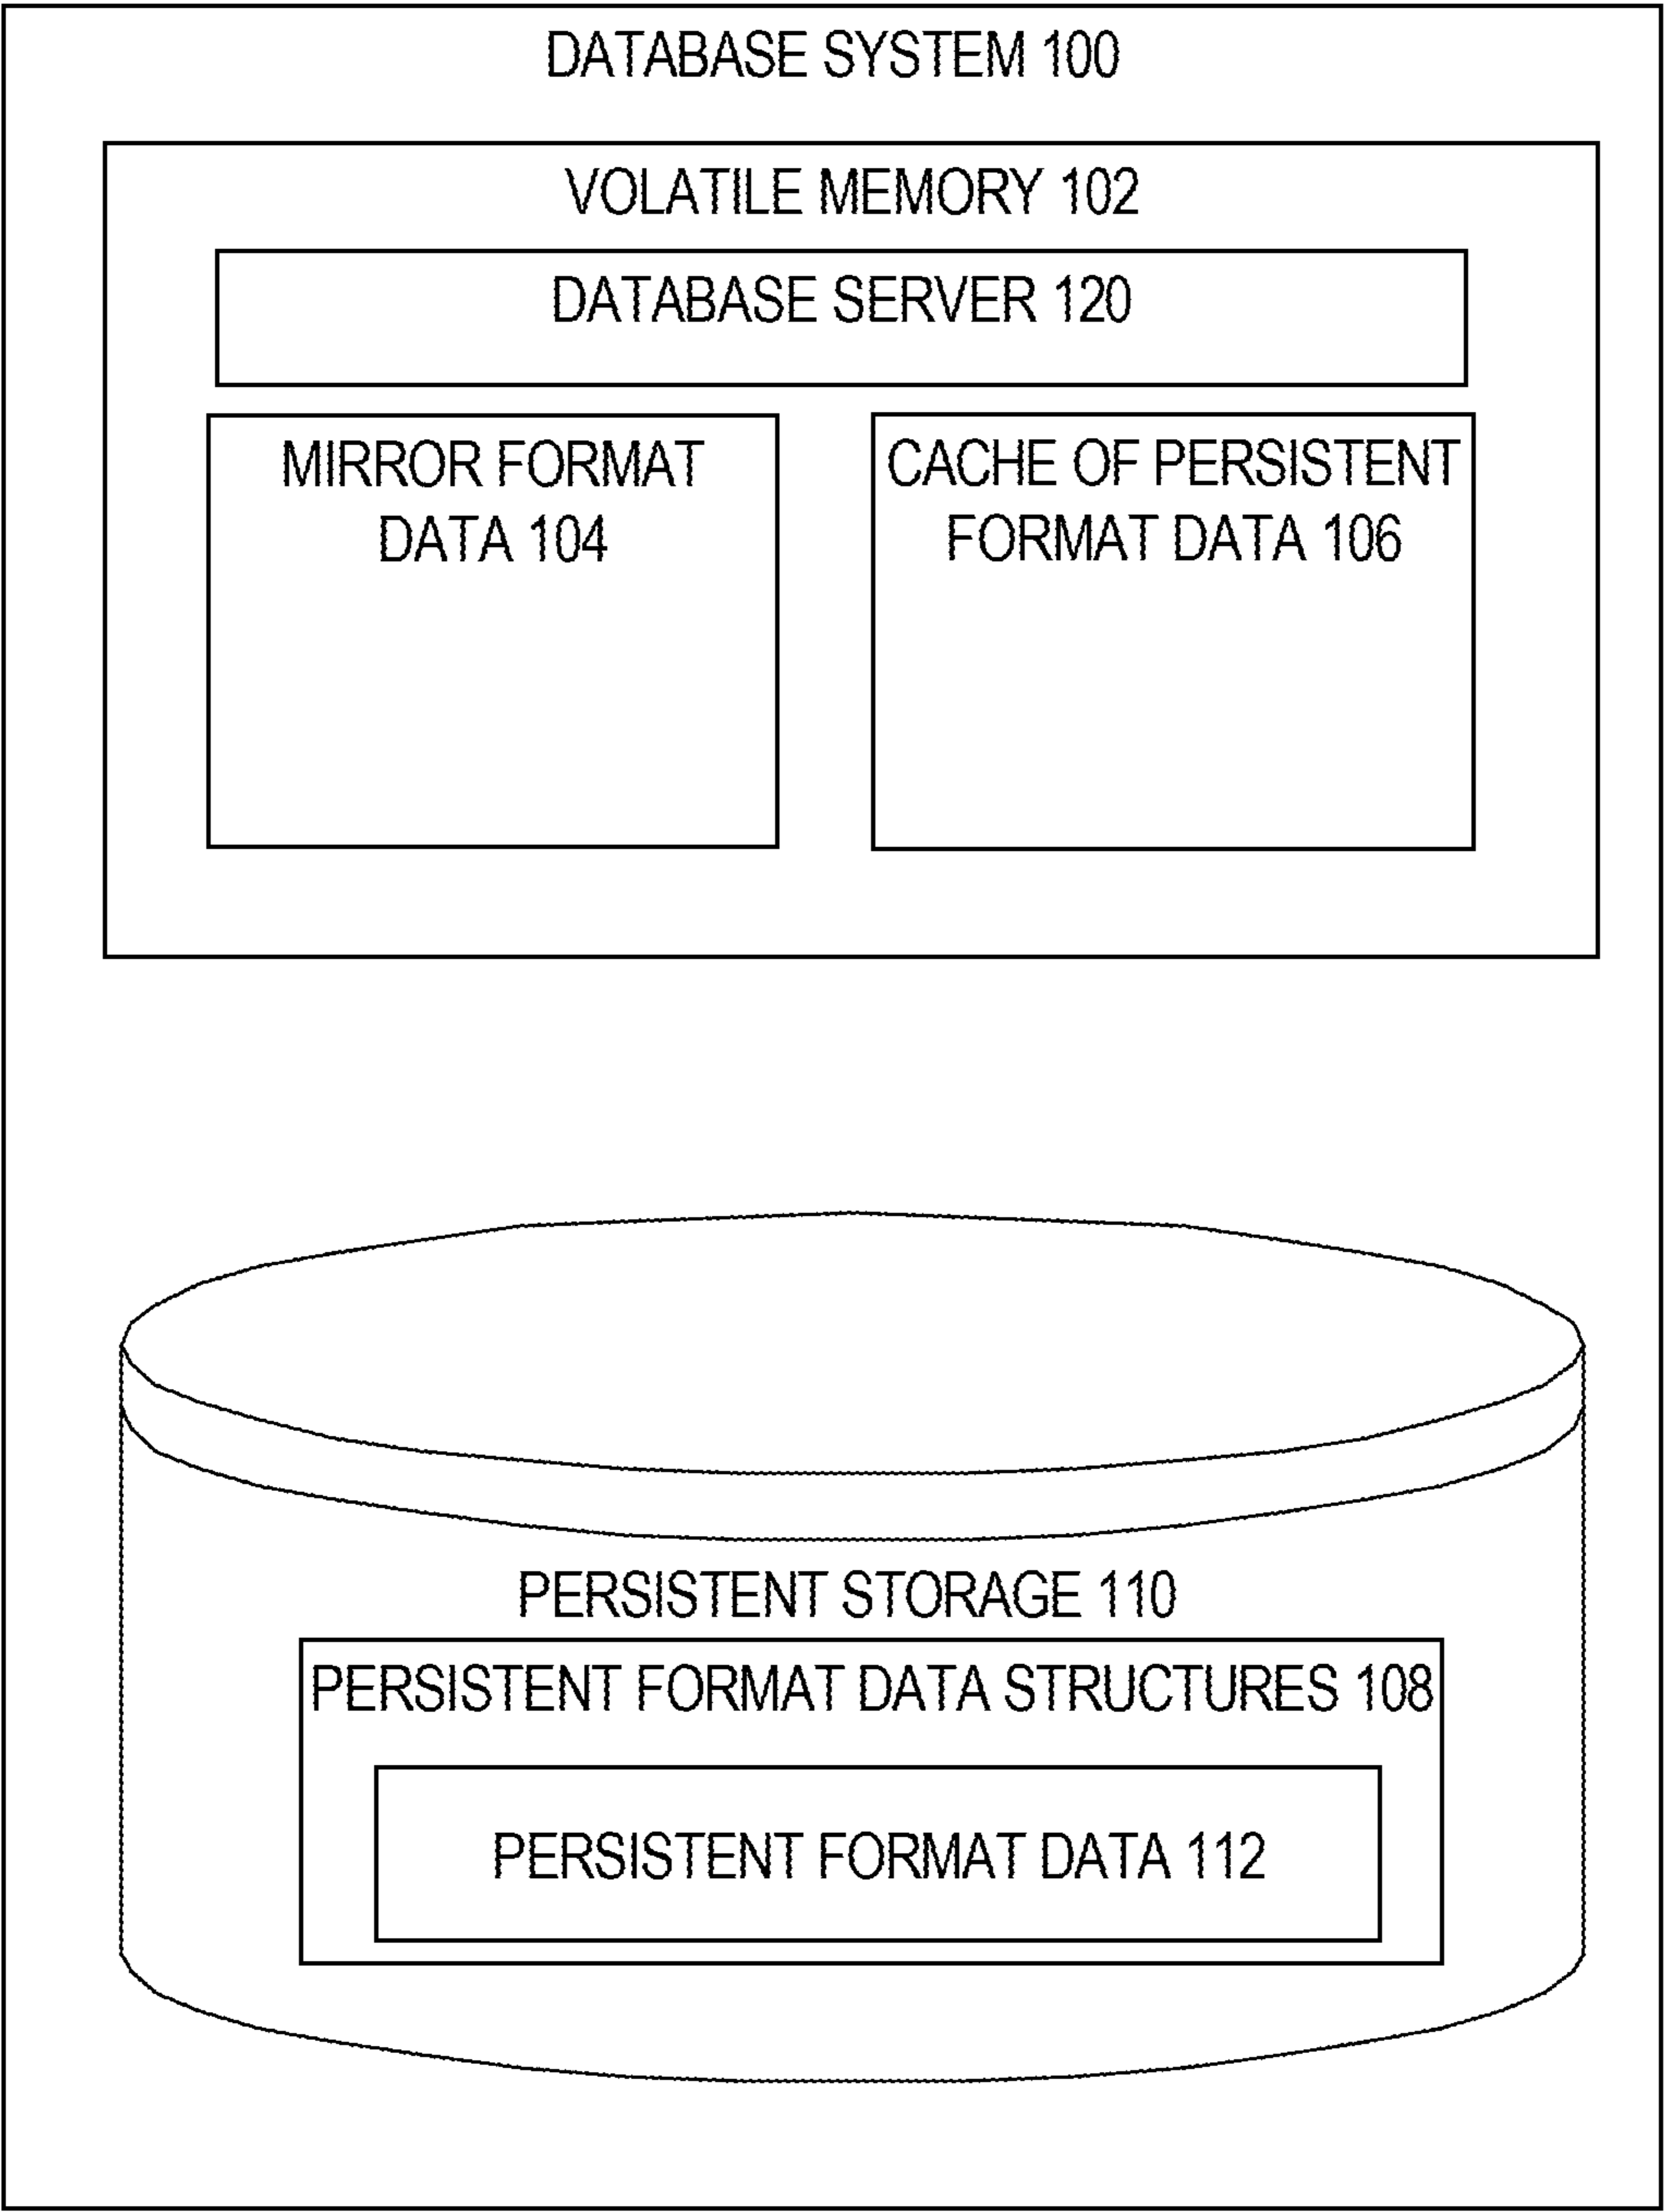 DATABASE SYSTEM 100
VOLATILE MEMORY 102
DATABASE SERVER 120
MIRROR FORMAT
DATA 104
CACHE OF PERSISTENT
FORMAT DATA 106
PERSISTENT STORAGE 110
PERSISTENT FORMAT DATA STRUCTURES 108
PERSISTENT FORMAT DATA 112